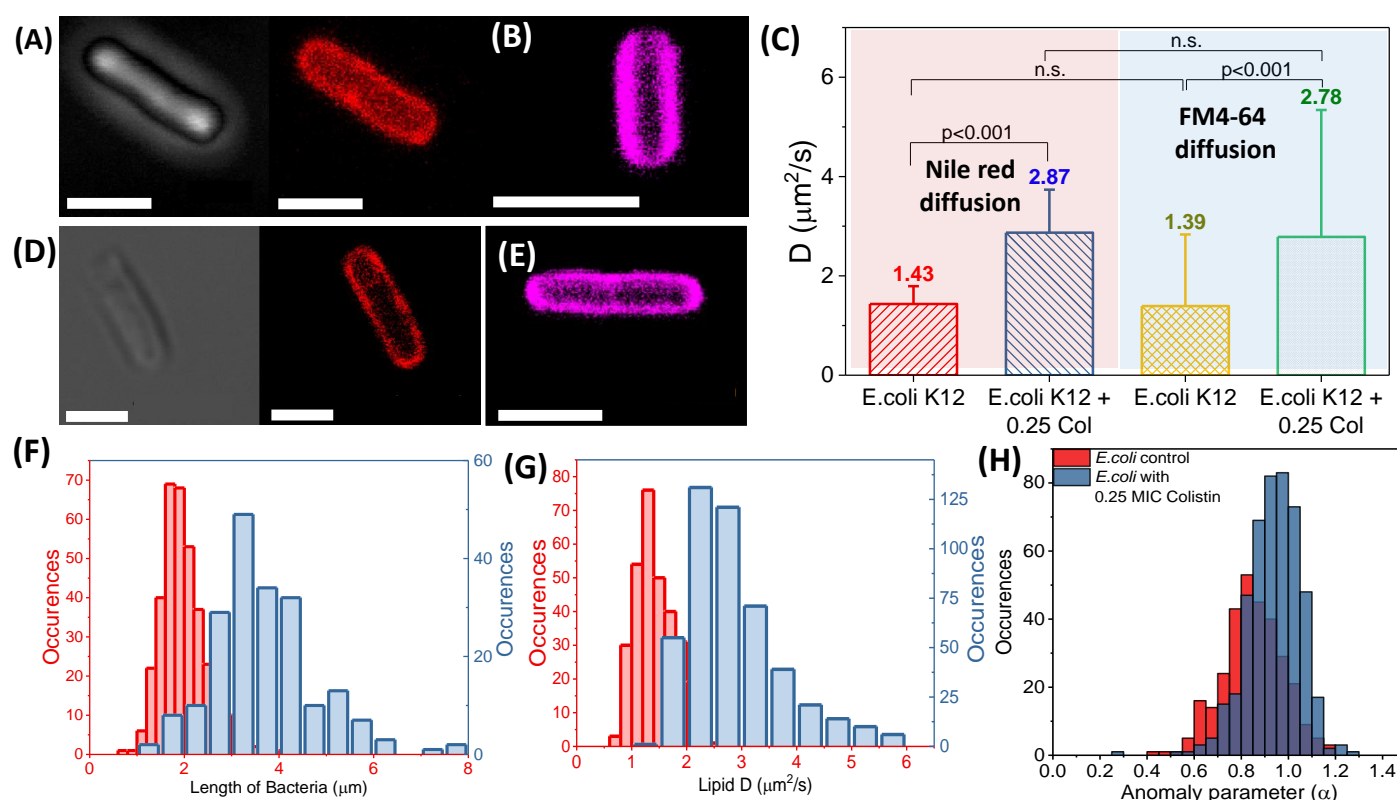 (A)
(B)
(C)
D (μm²/s)
6
4
2
0
n.s.
n.s.
p<0.001
p<0.001
2.78
FM4-64
diffusion
Nile red
diffusion
2.87
1.43
1.39
E.coli K12
E.coli K12 +
0.25 Col
E.coli K12
E.coli K12 +
0.25 Col
(D)
(E)
(F)
Occurences
70
60
50
40
30
20
10
0
60
40
20
0
Occurences
0 2 4 6 8
Length of Bacteria (μm)
(G)
Occurences
80
70
60
50
40
30
20
10
0
125
100
75
50
25
0
Occurences
0 1 2 3 4 5 6
Lipid D (μm²/s)
(H)
E.coli control
E.coli with
0.25 MIC Colistin
Occurences
80
60
40
20
0
0.0 0.2 0.4 0.6 0.8 1.0 1.2 1.4
Anomaly parameter (α)